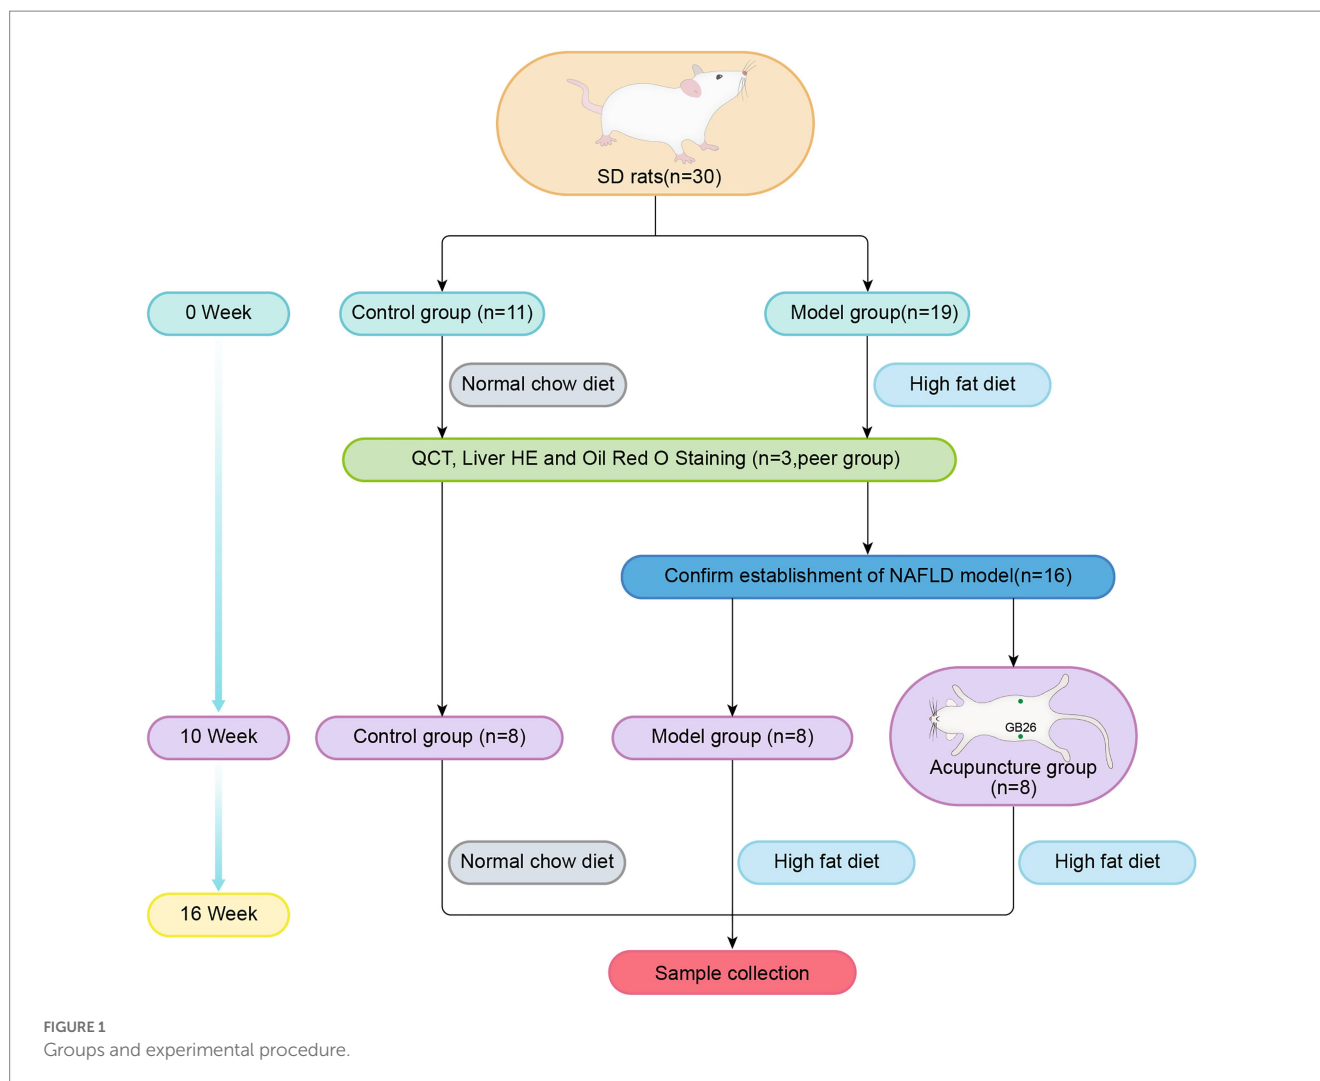 SD rats(n=30)
0 Week
Control group (n=11)
Model group(n=19)
Normal chow diet
High fat diet
QCT, Liver HE and Oil Red O Staining (n=3,peer group)
Confirm establishment of NAFLD model(n=16)
10 Week
Control group (n=8)
Model group (n=8)
GB26
Acupuncture group
(n=8)
Normal chow diet
High fat diet
High fat diet
16 Week
Sample collection
FIGURE 1
Groups and experimental procedure.